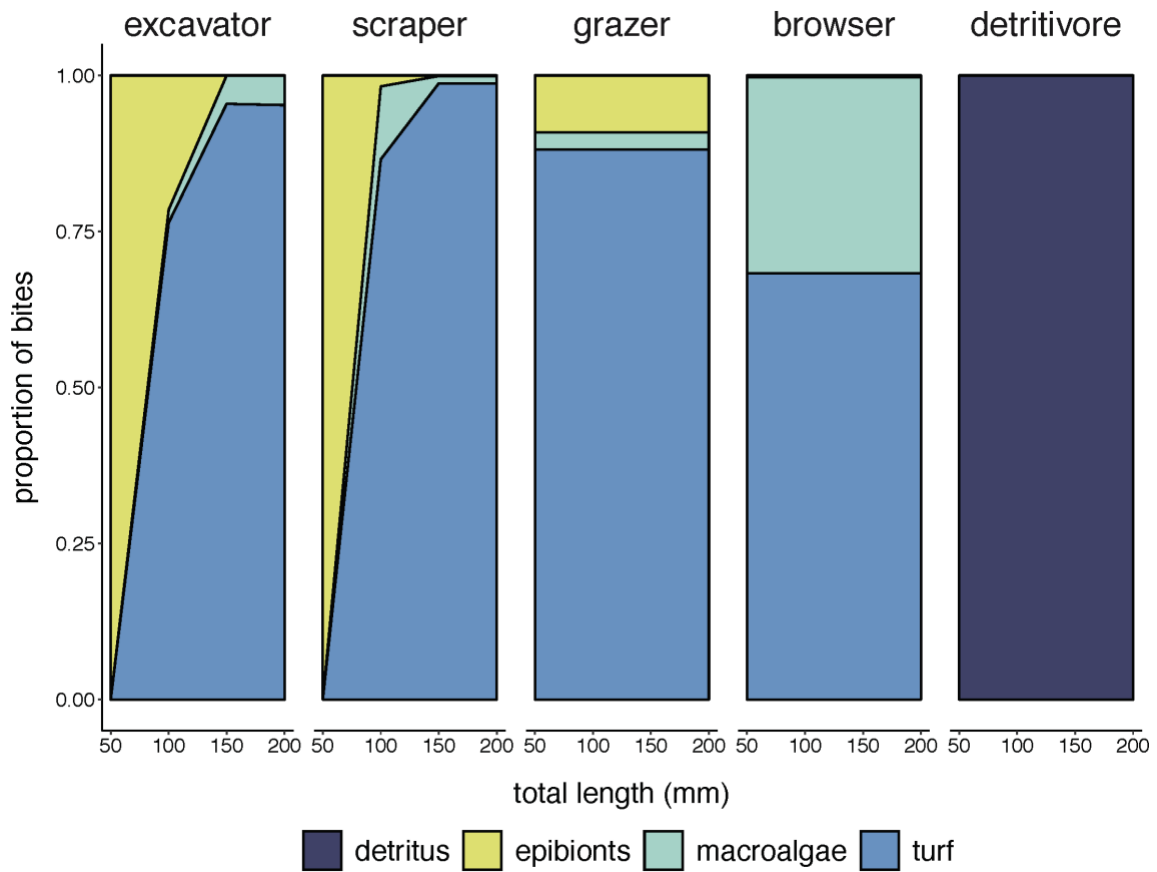 excavator scraper grazer browser detritivore
1.00
0.75
0.50
0.25
0.00
proportion of bites
50 100 150 200 50 100 150 200 50 100 150 200 50 100 150 200 50 100 150 200
total length (mm)
detritus epibionts macroalgae turf